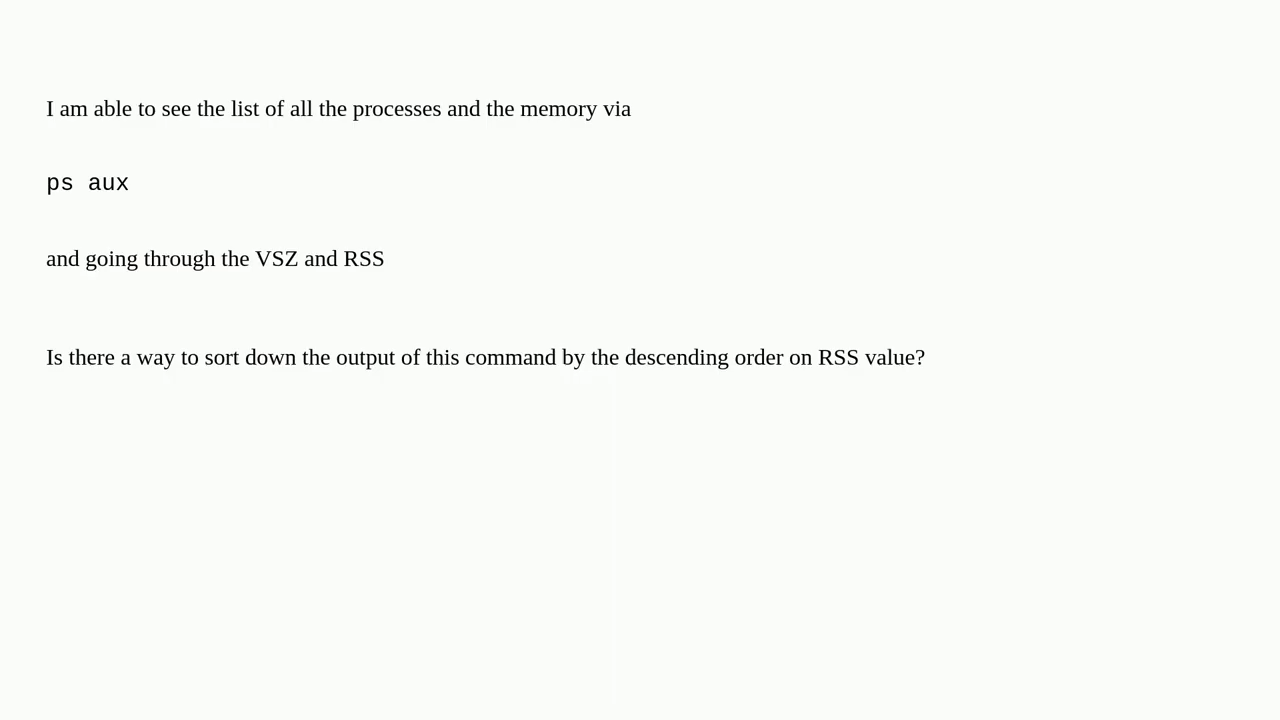 I am able to see the list of all the processes and the memory via
ps aux
and going through the VSZ and RSS
Is there a way to sort down the output of this command by the descending order on RSS value?